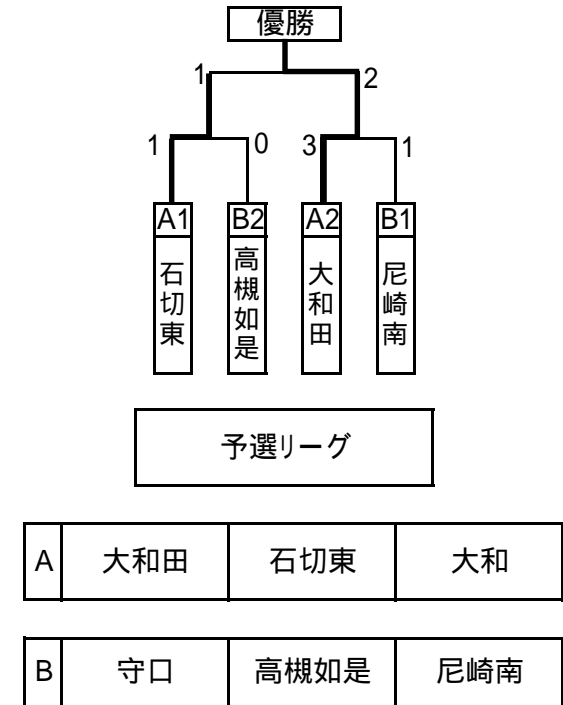 優勝
1 2
1 0 3 1
A1 B2 A2 B1
石切東 高槻如是 大和田 尼崎南
予選リーグ
A 大和田 石切東 大和
B 守口 高槻如是 尼崎南